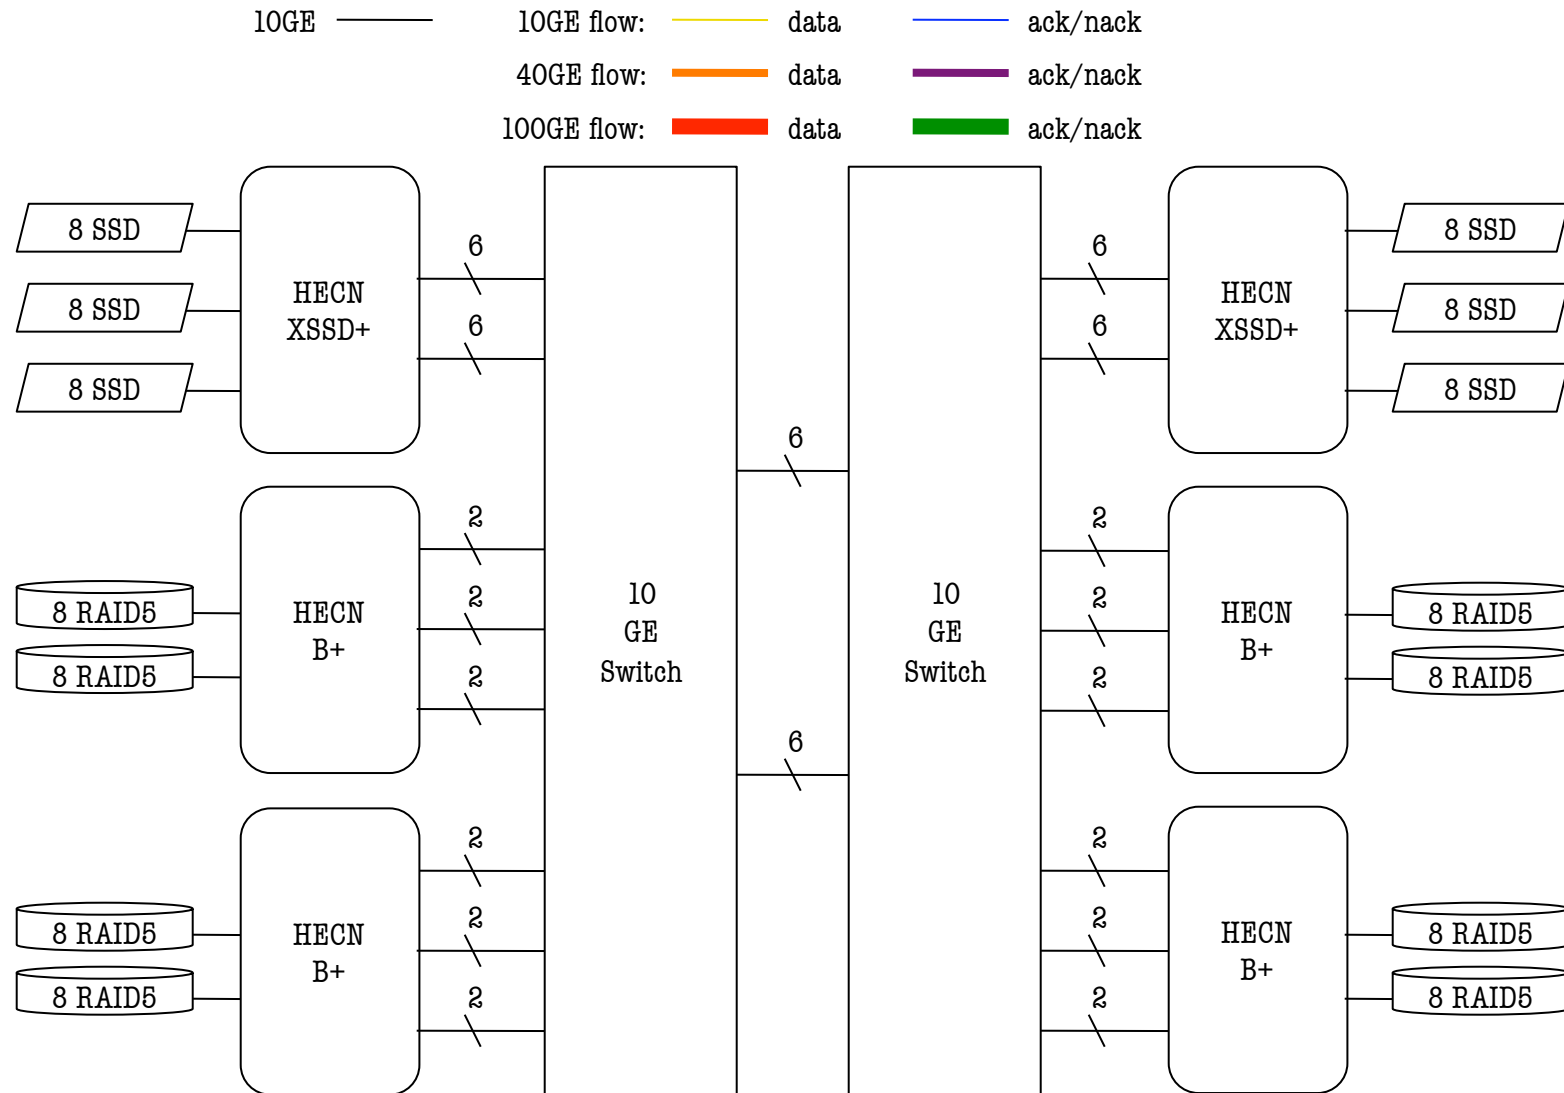 10GE 10GE flow: data ack/nack
40GE flow: data ack/nack
100GE flow: data ack/nack
8 SSD
8 SSD
8 SSD
HECN
XSSD+
6
6
8 RAID5
8 RAID5
HECN
B+
2
2
2
8 RAID5
8 RAID5
HECN
B+
2
2
2
10
GE
Switch
6
6
10
GE
Switch
6
6
HECN
XSSD+
8 SSD
8 SSD
8 SSD
2
2
2
HECN
B+
8 RAID5
8 RAID5
2
2
2
HECN
B+
8 RAID5
8 RAID5